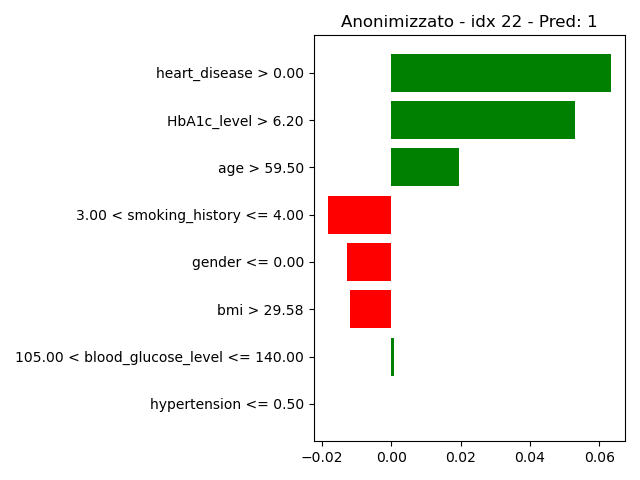 Anonimizzato - idx 22 - Pred: 1
heart_disease > 0.00
HbA1c_level > 6.20
age > 59.50
3.00 < smoking_history <= 4.00
gender <= 0.00
bmi > 29.58
105.00 < blood_glucose_level <= 140.00
hypertension <= 0.50
−0.02 0.00 0.02 0.04 0.06